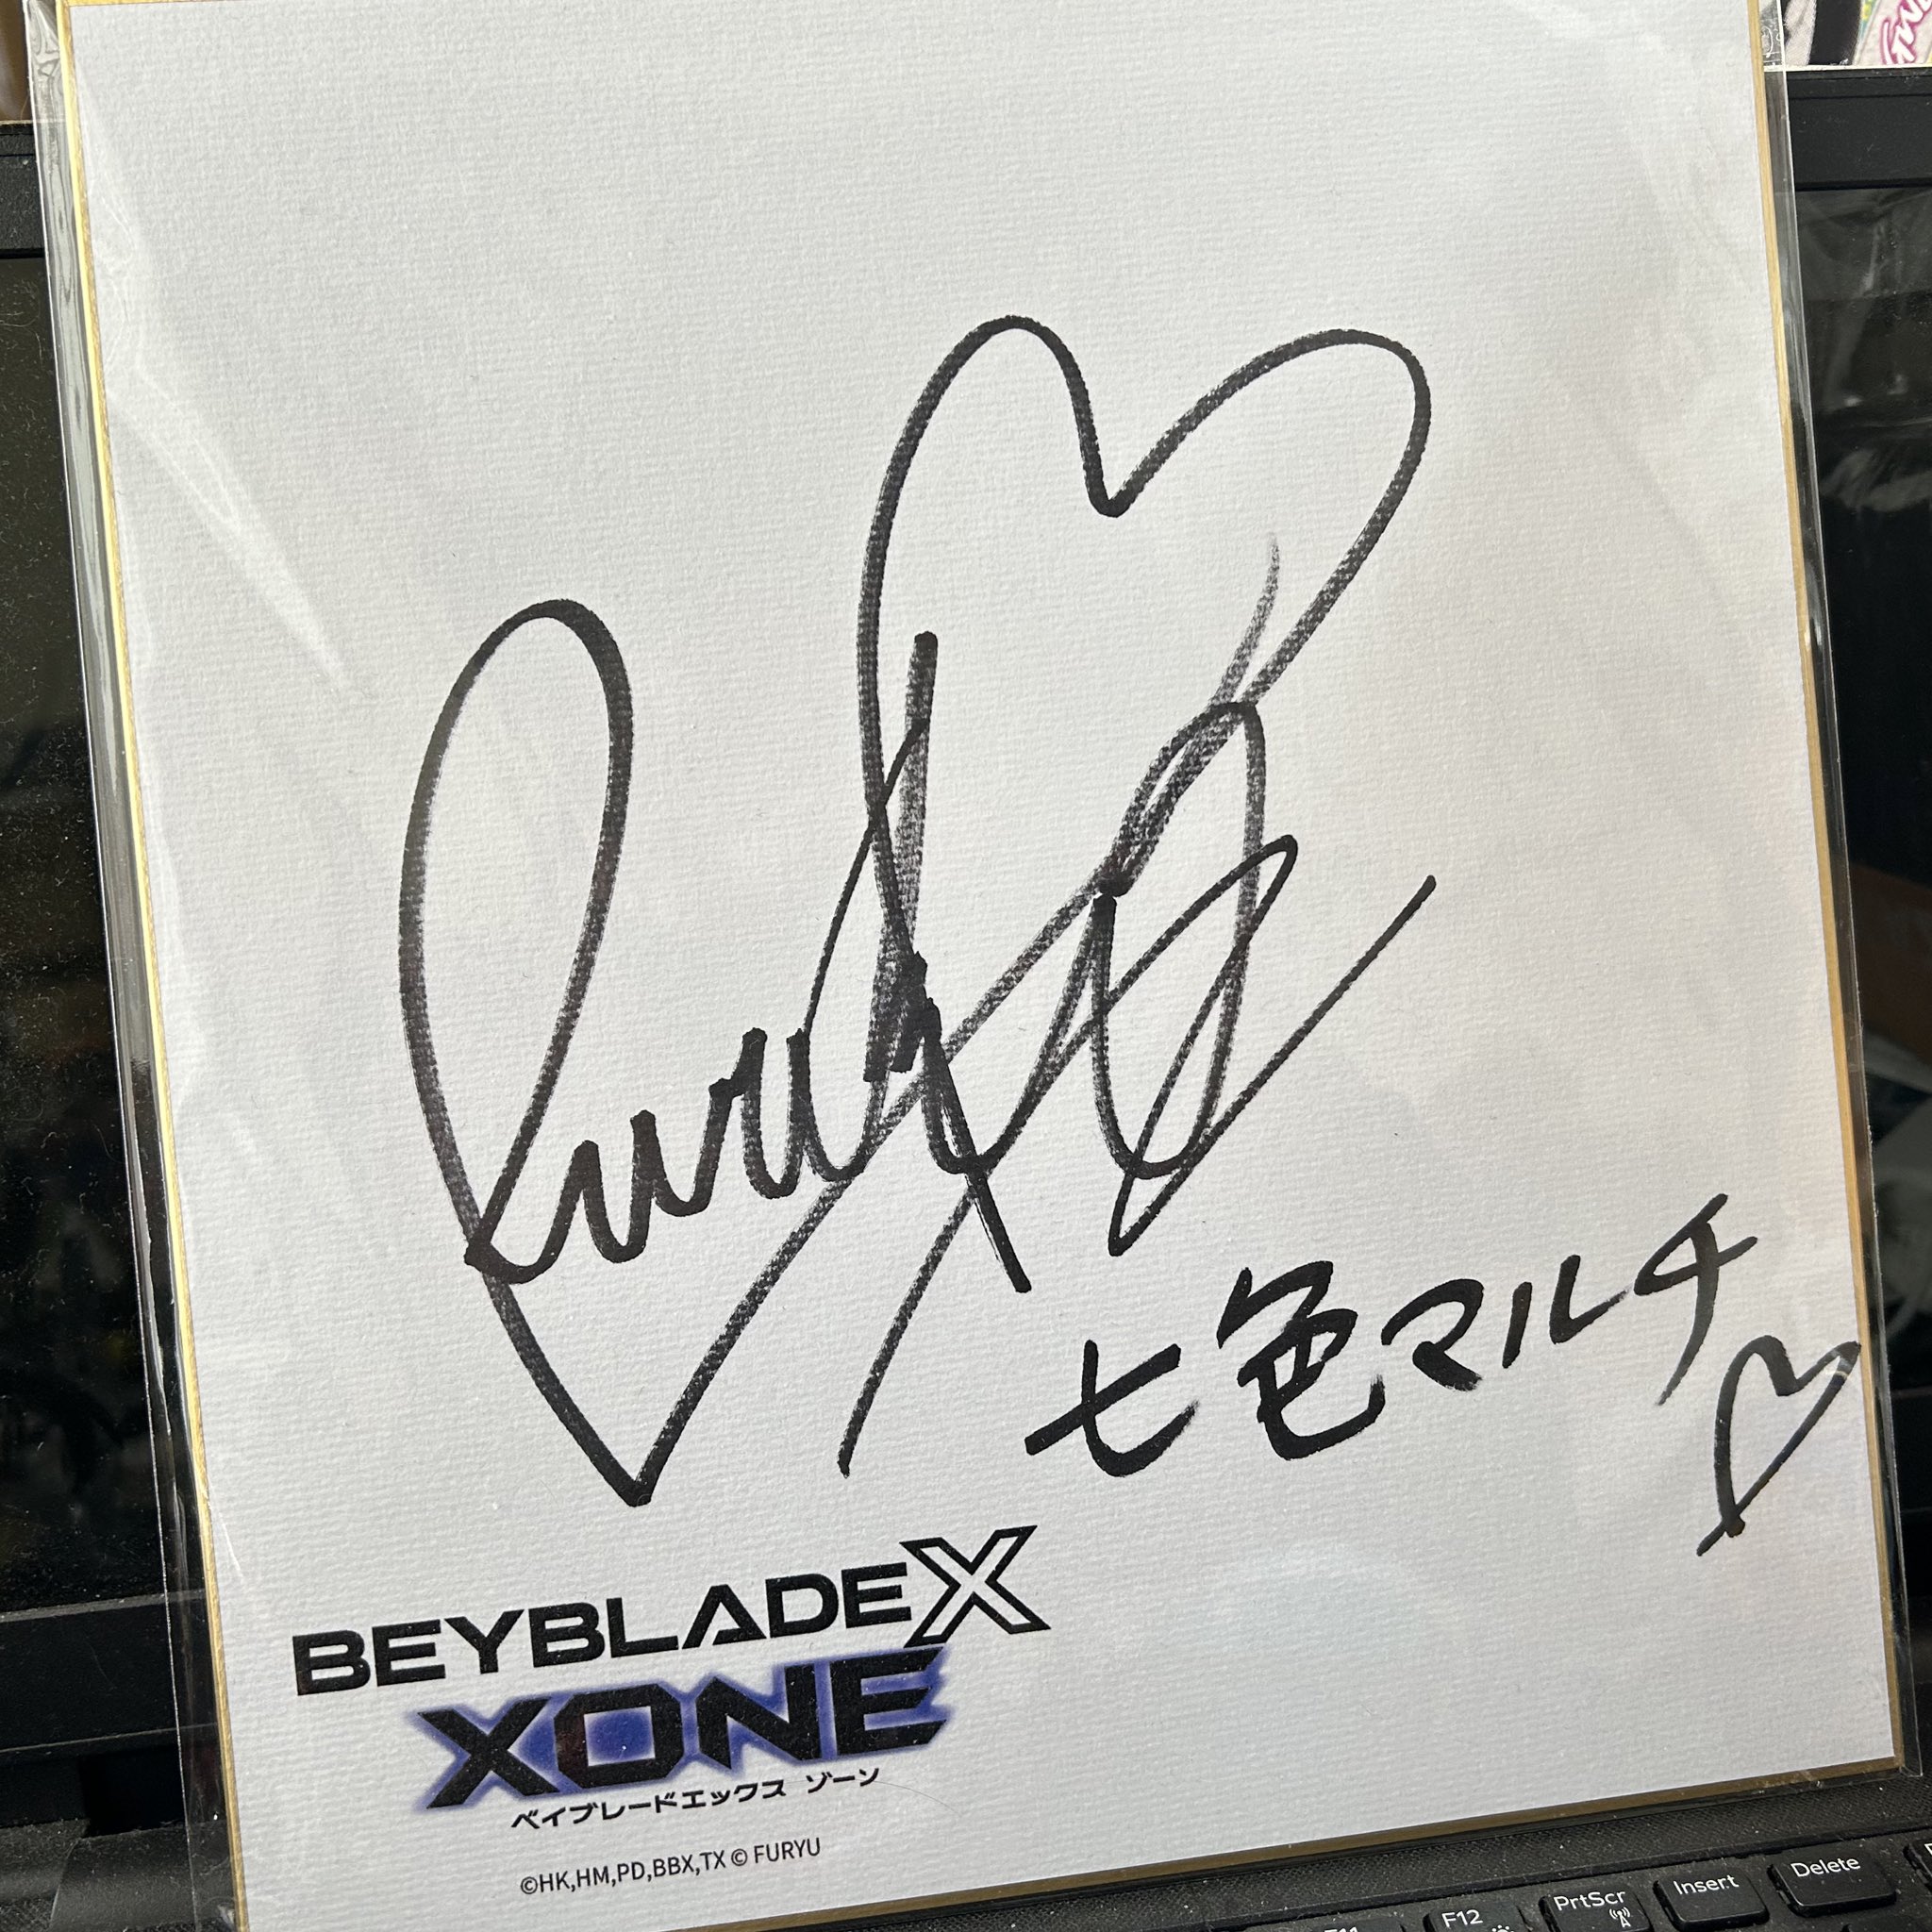 七色マルチ
BEYBLADE X
XONE
ベイブレードエックス ゾーン
©HK,HM,PD,BBX,TX © FURYU
PrtScr
Insert
Delete
F11
F12